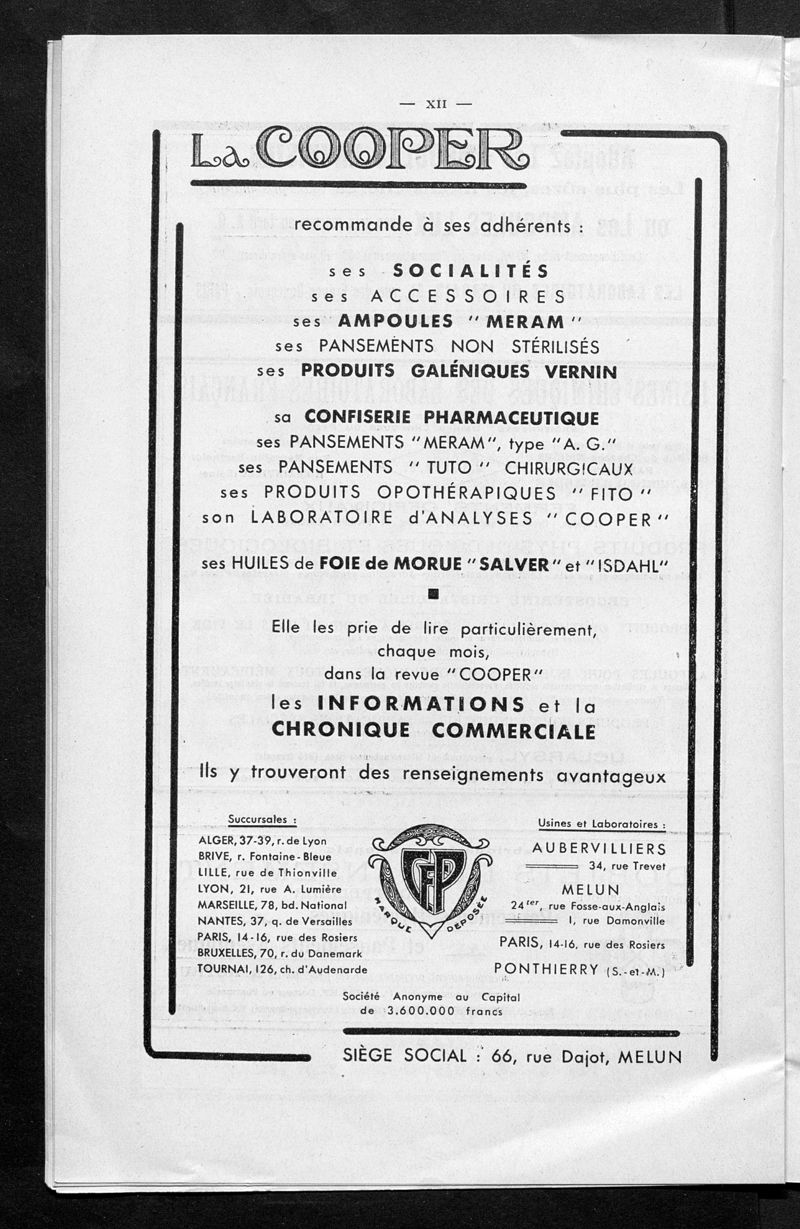 — XII —
La COOPER
recommande à ses adhérents :
ses SOCIALITÉS
ses ACCESSOIRES
ses AMPOULES "MERAM"
ses PANSEMENTS NON STÉRILISÉS
ses PRODUITS GALÉNIQUES VERNIN
sa CONFISERIE PHARMACEUTIQUE
ses PANSEMENTS "MERAM", type "A. G."
ses PANSEMENTS "TUTO" CHIRURGICAUX
ses PRODUITS OPOTHÉRAPIQUES "FITO"
son LABORATOIRE d'ANALYSES "COOPER"
ses HUILES de FOIE de MORUE "SALVER" et "ISDAHL"
Elle les prie de lire particulièrement,
chaque mois,
dans la revue "COOPER"
les INFORMATIONS et la
CHRONIQUE COMMERCIALE
Ils y trouveront des renseignements avantageux
Succursales :
ALGER, 37-39, r. de Lyon
BRIVE, r. Fontaine-Bleue
LILLE, rue de Thionville
LYON, 21, rue A. Lumière
MARSEILLE, 78, bd. National
NANTES, 37, q. de Versailles
PARIS, 14-16, rue des Rosiers
BRUXELLES, 70, r. du Danemark
TOURNAI, 126, ch. d'Audenarde
CFP
MARQUE DEPOSÉE
Usines et Laboratoires :
AUBERVILLIERS
34, rue Trevet
MELUN
24 ter, rue Fosse-aux-Anglais
1, rue Damonville
PARIS, 14-16, rue des Rosiers
PONTHIERRY (S.-et-M.)
Société Anonyme au Capital
de 3.600.000 francs
SIÈGE SOCIAL : 66, rue Dajot, MELUN